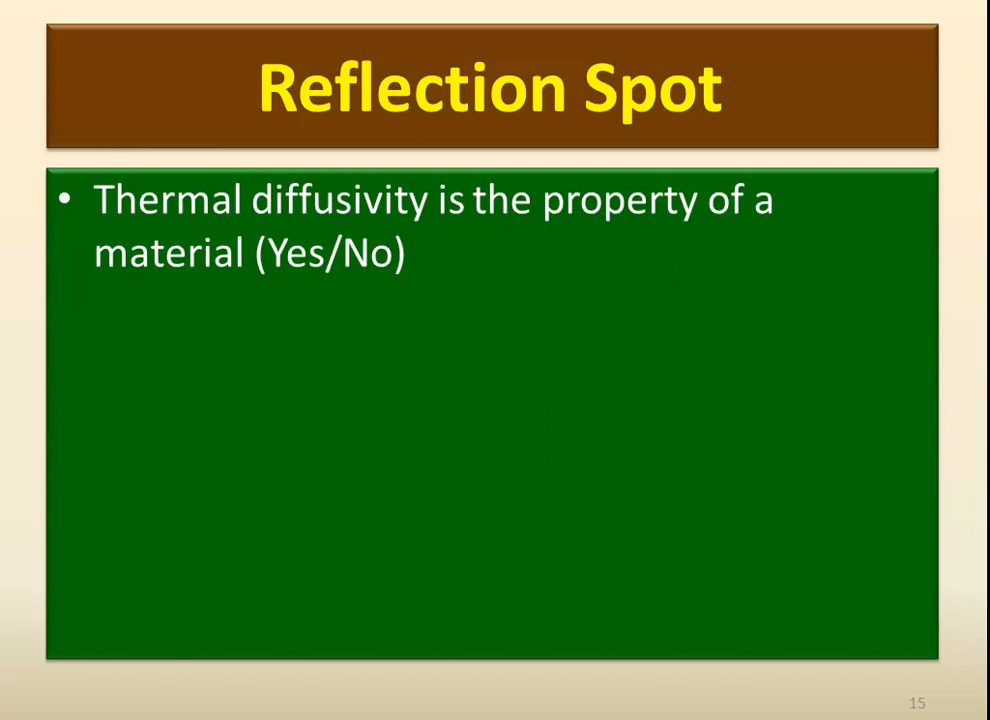 Reflection Spot
• Thermal diffusivity is the property of a
material (Yes/No)
15